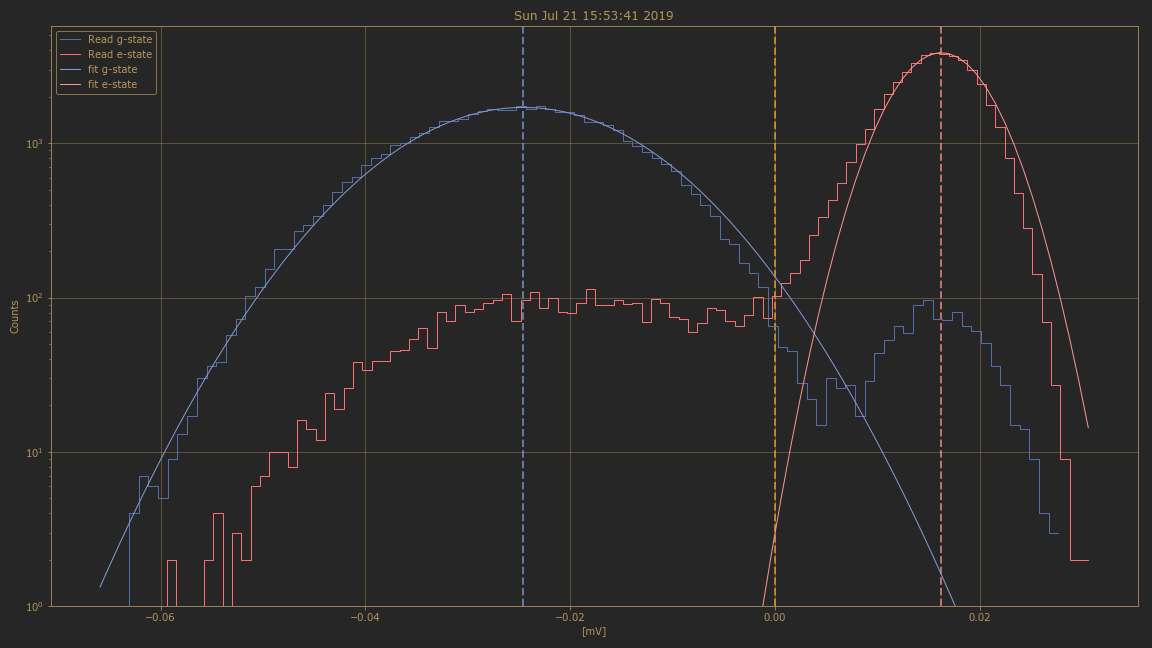 Sun Jul 21 15:53:41 2019
Read g-state
Read e-state
fit g-state
fit e-state
Counts
10³
10²
10¹
10⁰
−0.06
−0.04
−0.02
0.00
0.02
[mV]